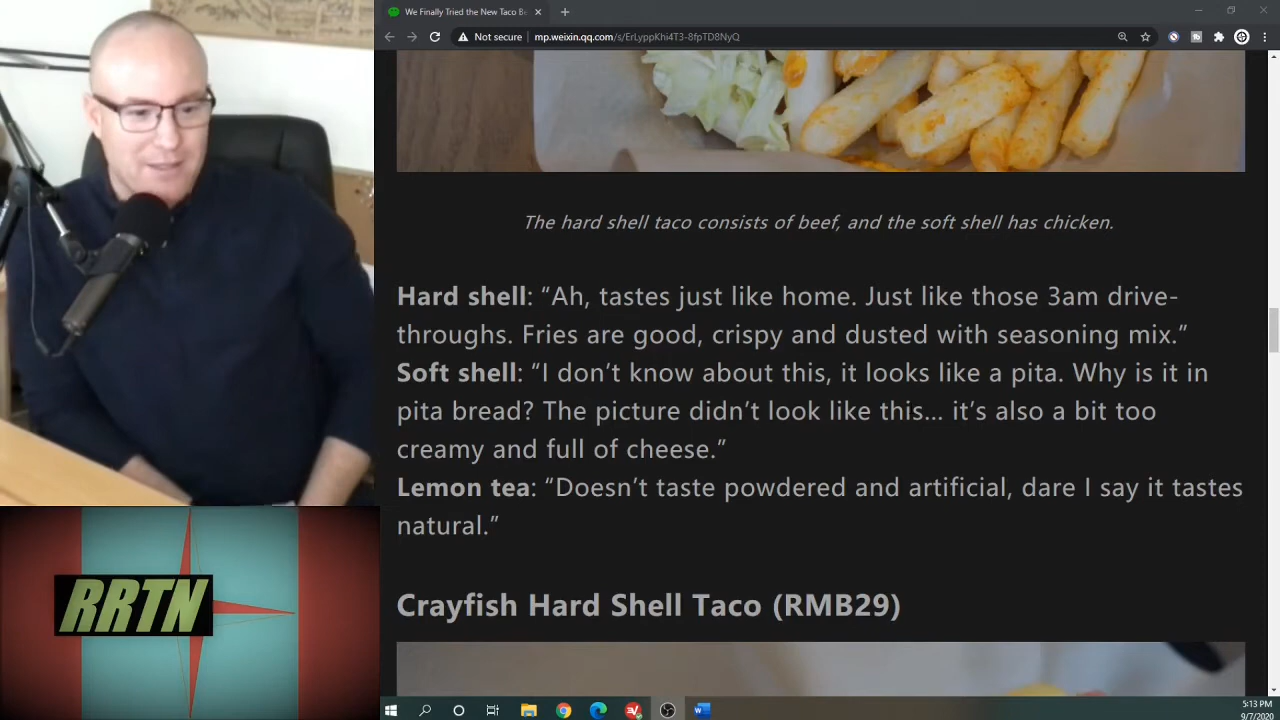 We Finally Tried the New Taco Be
Not secure
mp.weixin.qq.com/s/ErLyppKhi4T3-8fpTD8NyQ
The hard shell taco consists of beef, and the soft shell has chicken.
Hard shell: “Ah, tastes just like home. Just like those 3am drive-
throughs. Fries are good, crispy and dusted with seasoning mix.”
Soft shell: “I don’t know about this, it looks like a pita. Why is it in
pita bread? The picture didn’t look like this… it’s also a bit too
creamy and full of cheese.”
Lemon tea: “Doesn’t taste powdered and artificial, dare I say it tastes
natural.”
Crayfish Hard Shell Taco (RMB29)
RRTN
5:13 PM
9/7/2020